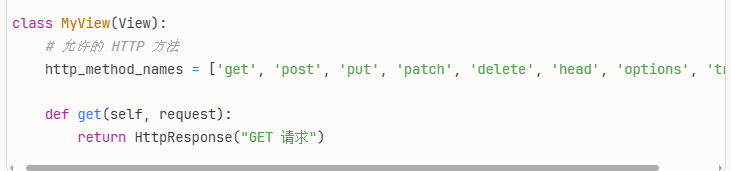 class MyView(View):
# 允许的 HTTP 方法
http_method_names = ['get', 'post', 'put', 'patch', 'delete', 'head', 'options', 'tr
def get(self, request):
return HttpResponse("GET 请求")